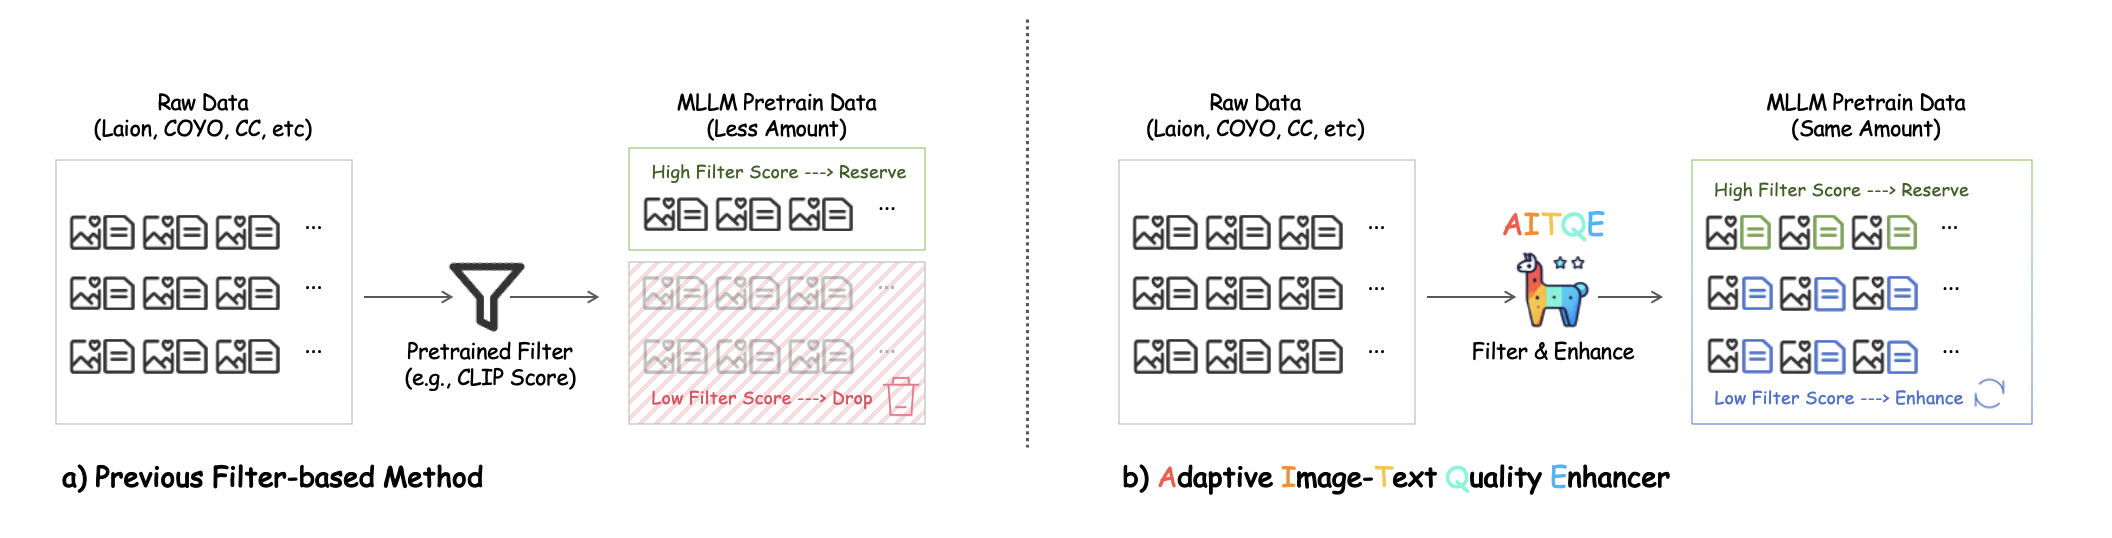 Raw Data
(Laion, COYO, CC, etc)
...
...
...
Pretrained Filter
(e.g., CLIP Score)
MLLM Pretrain Data
(Less Amount)
High Filter Score ---> Reserve
...
...
...
Low Filter Score ---> Drop
a) Previous Filter-based Method
Raw Data
(Laion, COYO, CC, etc)
...
...
...
AITQE
Filter & Enhance
MLLM Pretrain Data
(Same Amount)
High Filter Score ---> Reserve
...
...
...
Low Filter Score ---> Enhance
b) Adaptive Image-Text Quality Enhancer